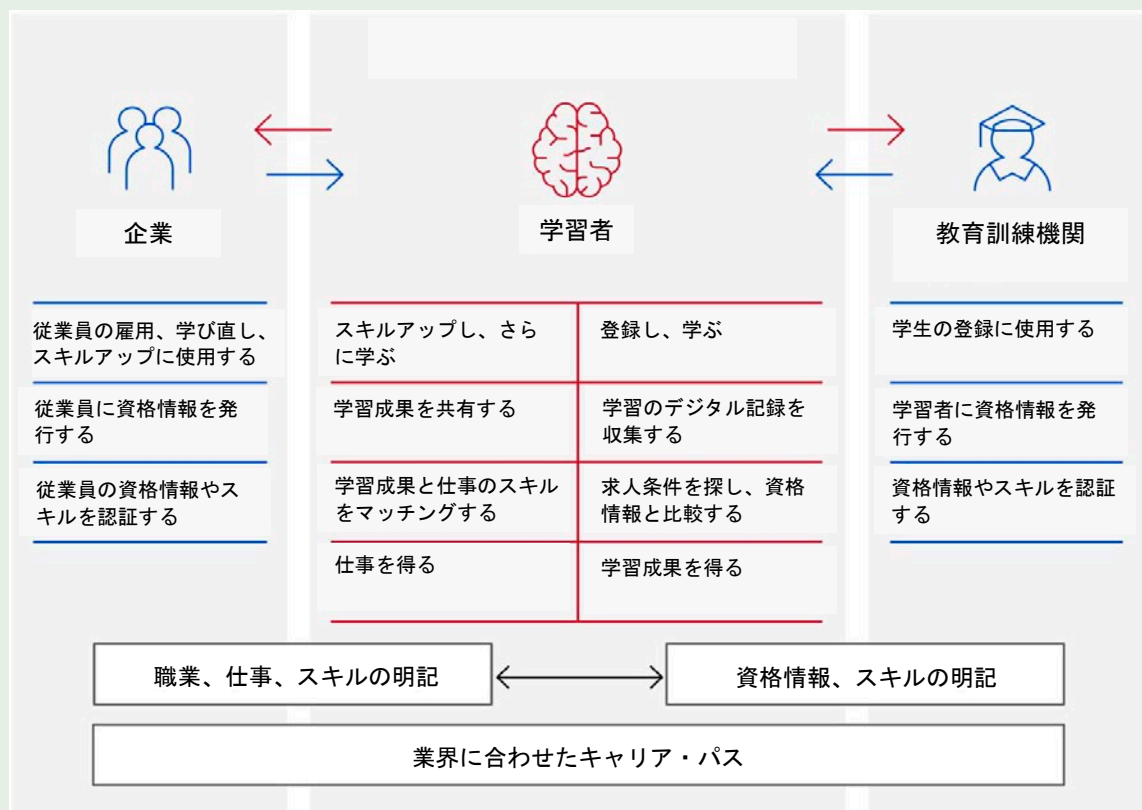 企業
学習者
教育訓練機関
従業員の雇用、学び直し、
スキルアップに使用する
従業員に資格情報を発
行する
従業員の資格情報やス
キルを認証する
スキルアップし、さら
に学ぶ
学習成果を共有する
学習成果と仕事のスキル
をマッチングする
仕事を得る
登録し、学ぶ
学習のデジタル記録を
収集する
求人条件を探し、資格
情報と比較する
学習成果を得る
学生の登録に使用する
学習者に資格情報を発
行する
資格情報やスキルを認証
する
職業、仕事、スキルの明記
資格情報、スキルの明記
業界に合わせたキャリア・パス